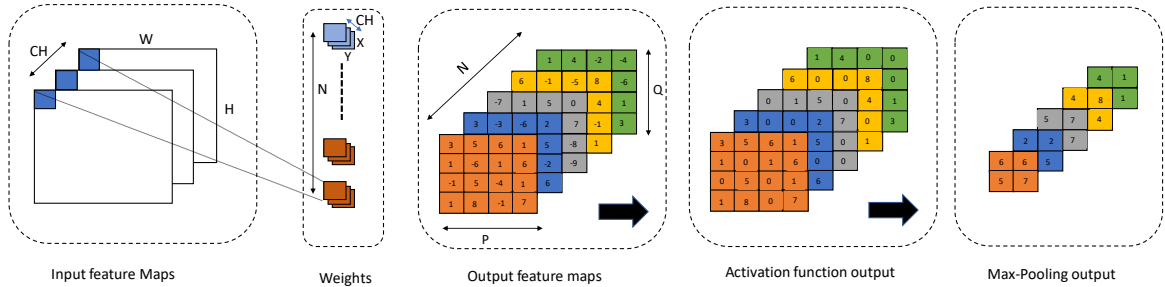 CH
W
H
Input feature Maps
CH
X
Y
N
Weights
N
Q
1 4 -2 -4
6 -1 -5 8 -6
-7 1 5 0 4 1
3 -3 -6 2 7 -1 3
3 5 6 1 5 -8 1
1 -6 1 6 -2 -9
-1 5 -4 1 6
1 8 -1 7
P
Output feature maps
1 4 0 0
6 0 0 8 0
0 1 5 0 4 1
3 0 0 2 7 0 3
3 5 6 1 5 0 1
1 0 1 6 0 0
0 5 0 1 6
1 8 0 7
Activation function output
4 1
4 8 1
5 7 4
2 2 7
6 6 5
5 7
Max-Pooling output